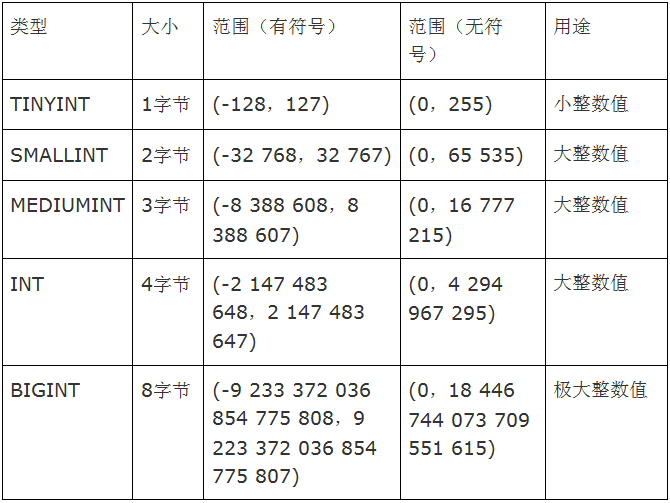 类型 大小 范围（有符号） 范围（无符号） 用途
TINYINT 1字节 (-128，127) (0，255) 小整数值
SMALLINT 2字节 (-32 768，32 767) (0，65 535) 大整数值
MEDIUMINT 3字节 (-8 388 608，8 388 607) (0，16 777 215) 大整数值
INT 4字节 (-2 147 483 648，2 147 483 647) (0，4 294 967 295) 大整数值
BIGINT 8字节 (-9 233 372 036 854 775 808，9 223 372 036 854 775 807) (0，18 446 744 073 709 551 615) 极大整数值